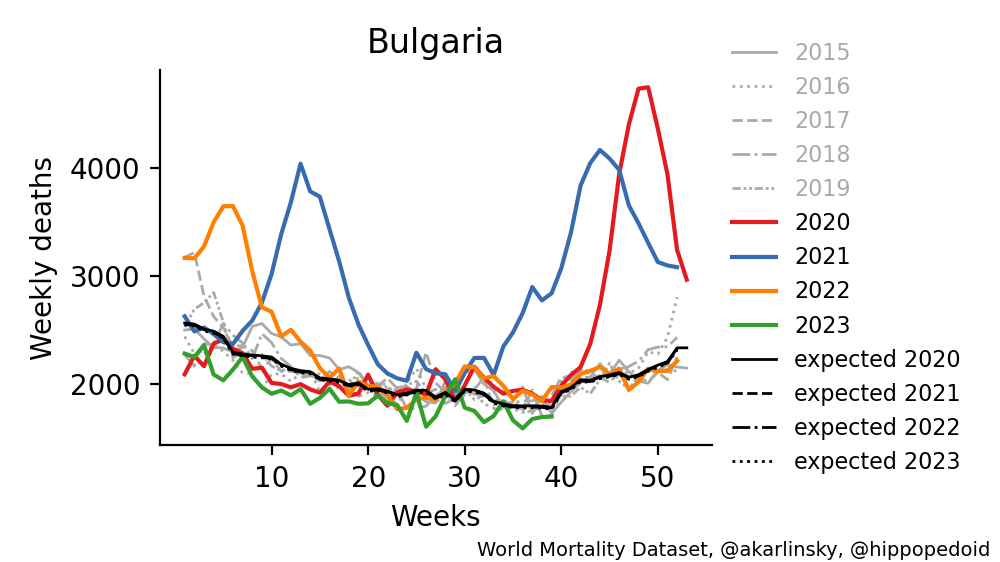 Bulgaria
Weekly deaths
4000
3000
2000
10 20 30 40 50
Weeks
2015
2016
2017
2018
2019
2020
2021
2022
2023
expected 2020
expected 2021
expected 2022
expected 2023
World Mortality Dataset, @akarlinsky, @hippopedoid